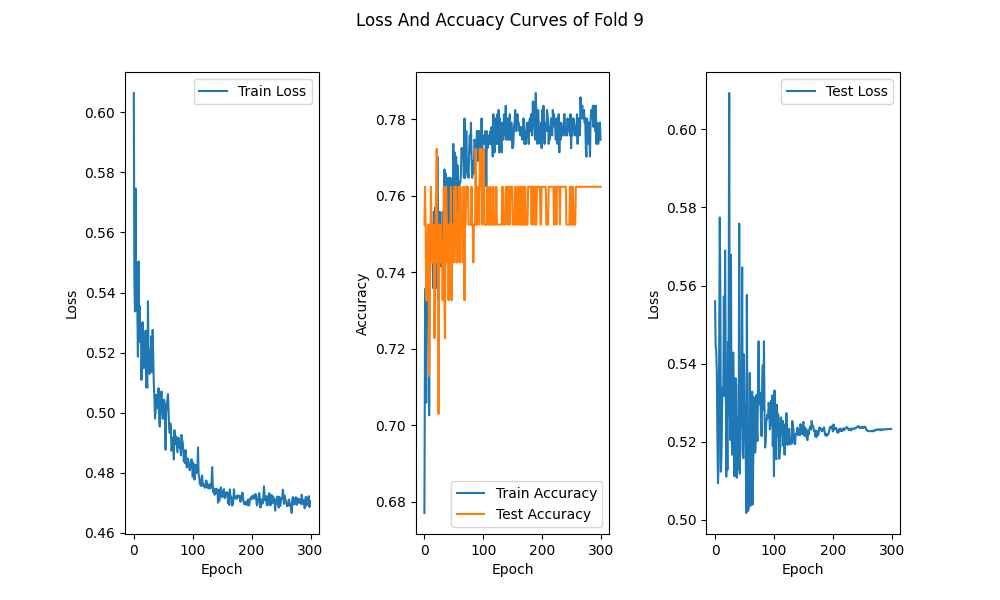 Loss And Accuacy Curves of Fold 9
Train Loss
0.60
0.58
0.56
0.54
0.52
0.50
0.48
0.46
Loss
0
100
200
300
Epoch
0.78
0.76
0.74
0.72
0.70
0.68
Accuracy
Train Accuracy
Test Accuracy
0
100
200
300
Epoch
Test Loss
0.60
0.58
0.56
0.54
0.52
0.50
Loss
0
100
200
300
Epoch